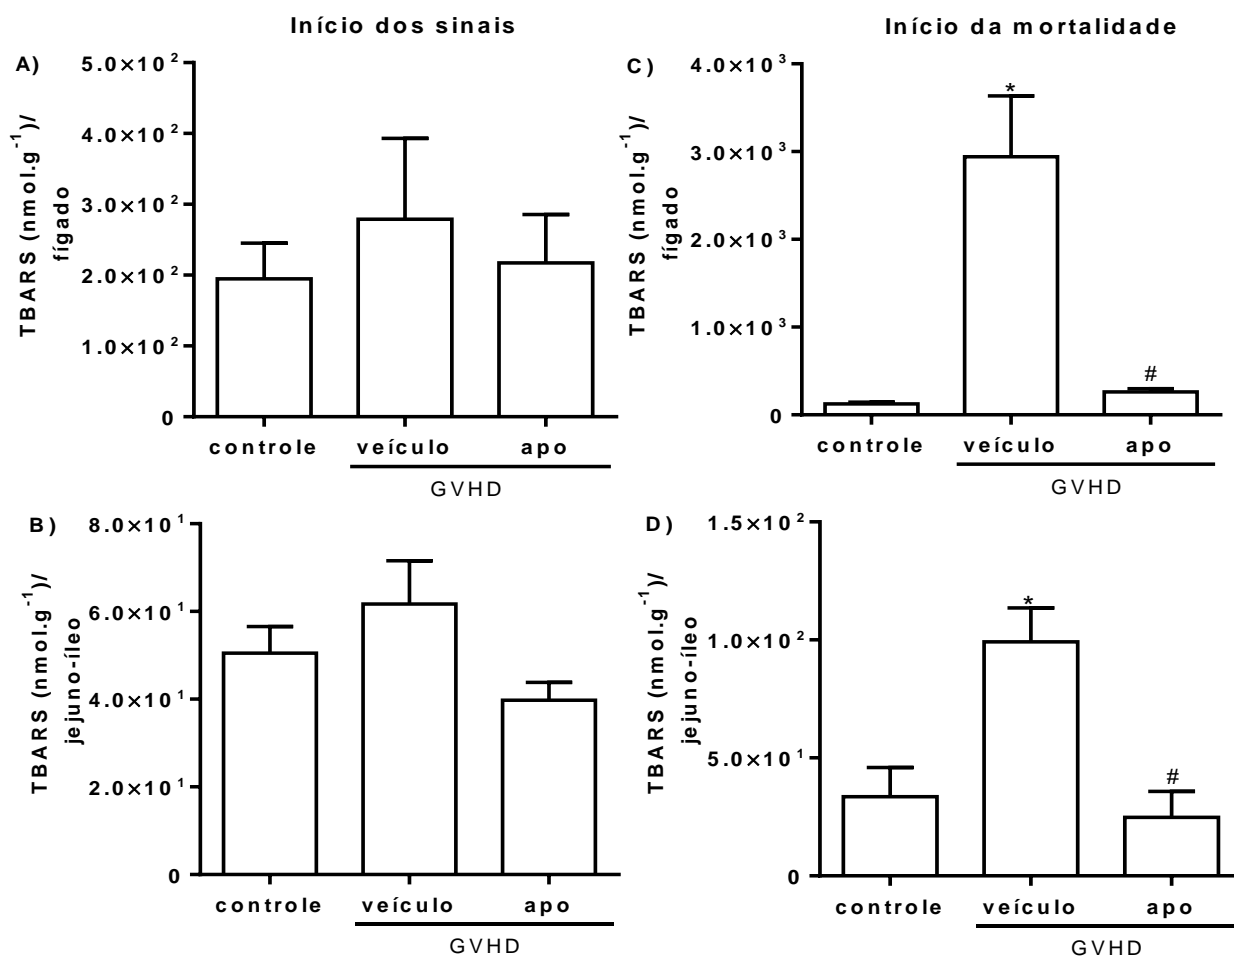 Início dos sinais
A)
TBARS (nmol.g⁻¹)/
fígado
5.0×10²
4.0×10²
3.0×10²
2.0×10²
1.0×10²
0
controle veículo apo
GVHD
B)
TBARS (nmol.g⁻¹)/
jejuno-íleo
8.0×10¹
6.0×10¹
4.0×10¹
2.0×10¹
0
controle veículo apo
GVHD
Início da mortalidade
C)
TBARS (nmol.g⁻¹)/
fígado
4.0×10³
3.0×10³
2.0×10³
1.0×10³
0
*
#
controle veículo apo
GVHD
D)
TBARS (nmol.g⁻¹)/
jejuno-íleo
1.5×10²
1.0×10²
5.0×10¹
0
*
#
controle veículo apo
GVHD